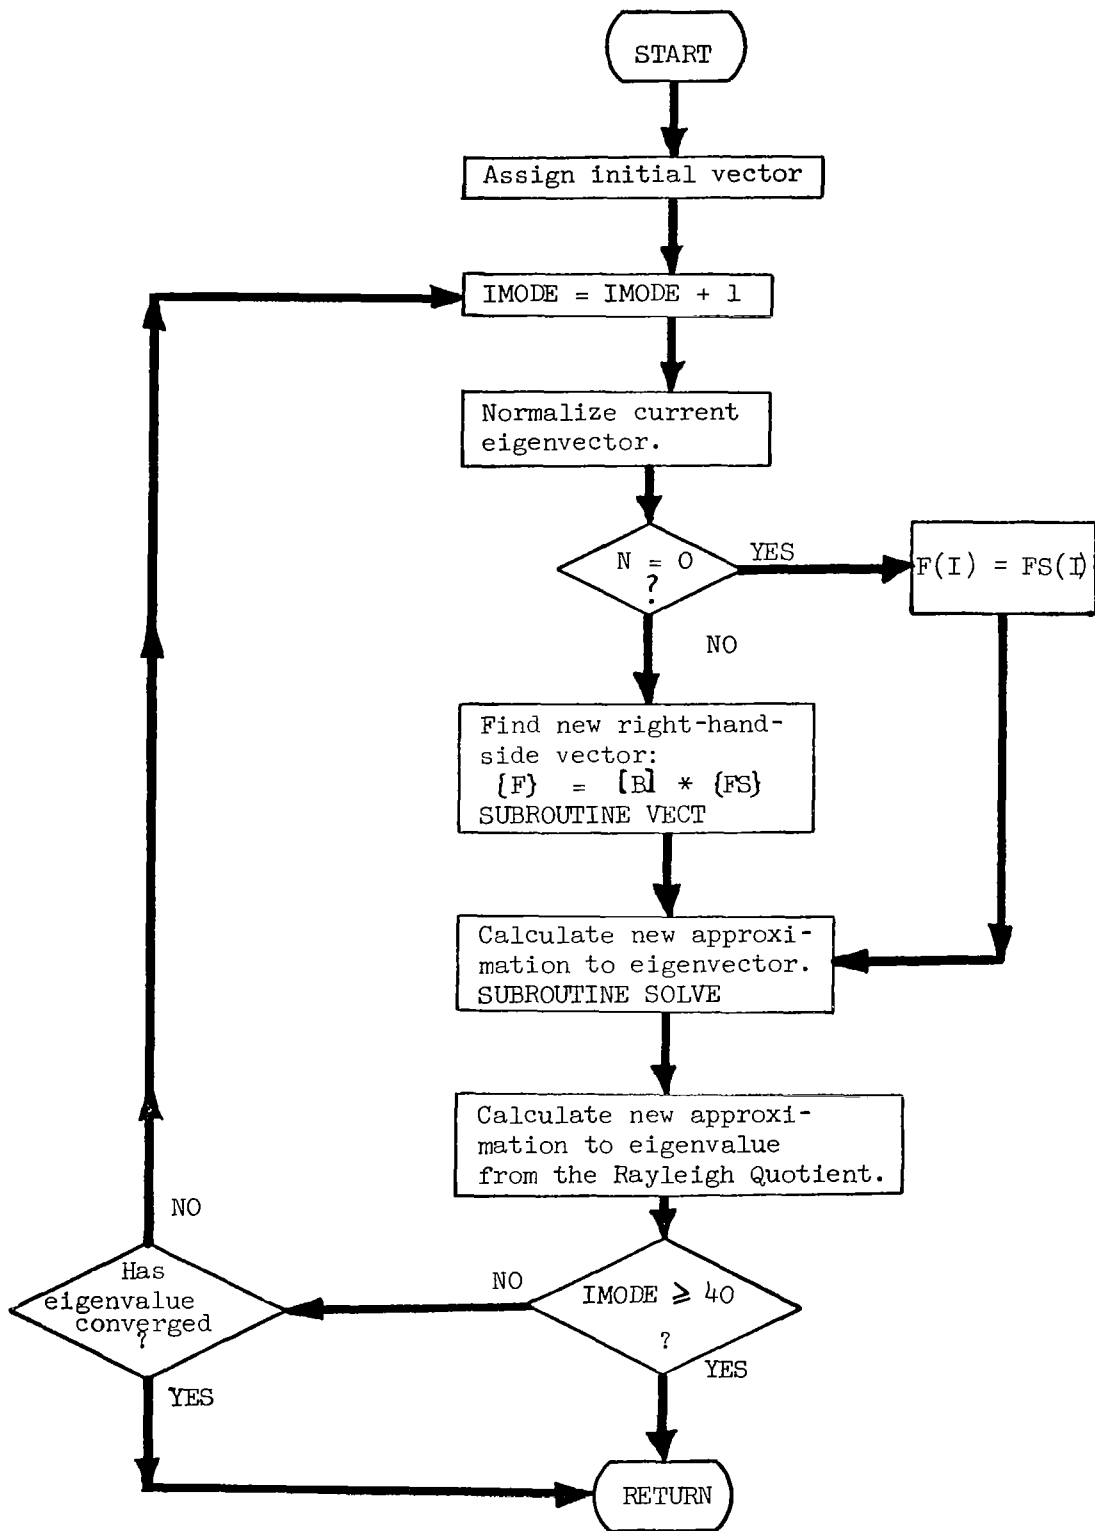 START
Assign initial vector
IMODE = IMODE + 1
Normalize current
eigenvector.
N = 0
?
YES
F(I) = FS(I)
NO
Find new right-hand-
side vector:
{F} = [B] * {FS}
SUBROUTINE VECT
Calculate new approxi-
mation to eigenvector.
SUBROUTINE SOLVE
Calculate new approxi-
mation to eigenvalue
from the Rayleigh Quotient.
IMODE ⩾ 40
?
NO
YES
Has
eigenvalue
converged
?
NO
YES
RETURN